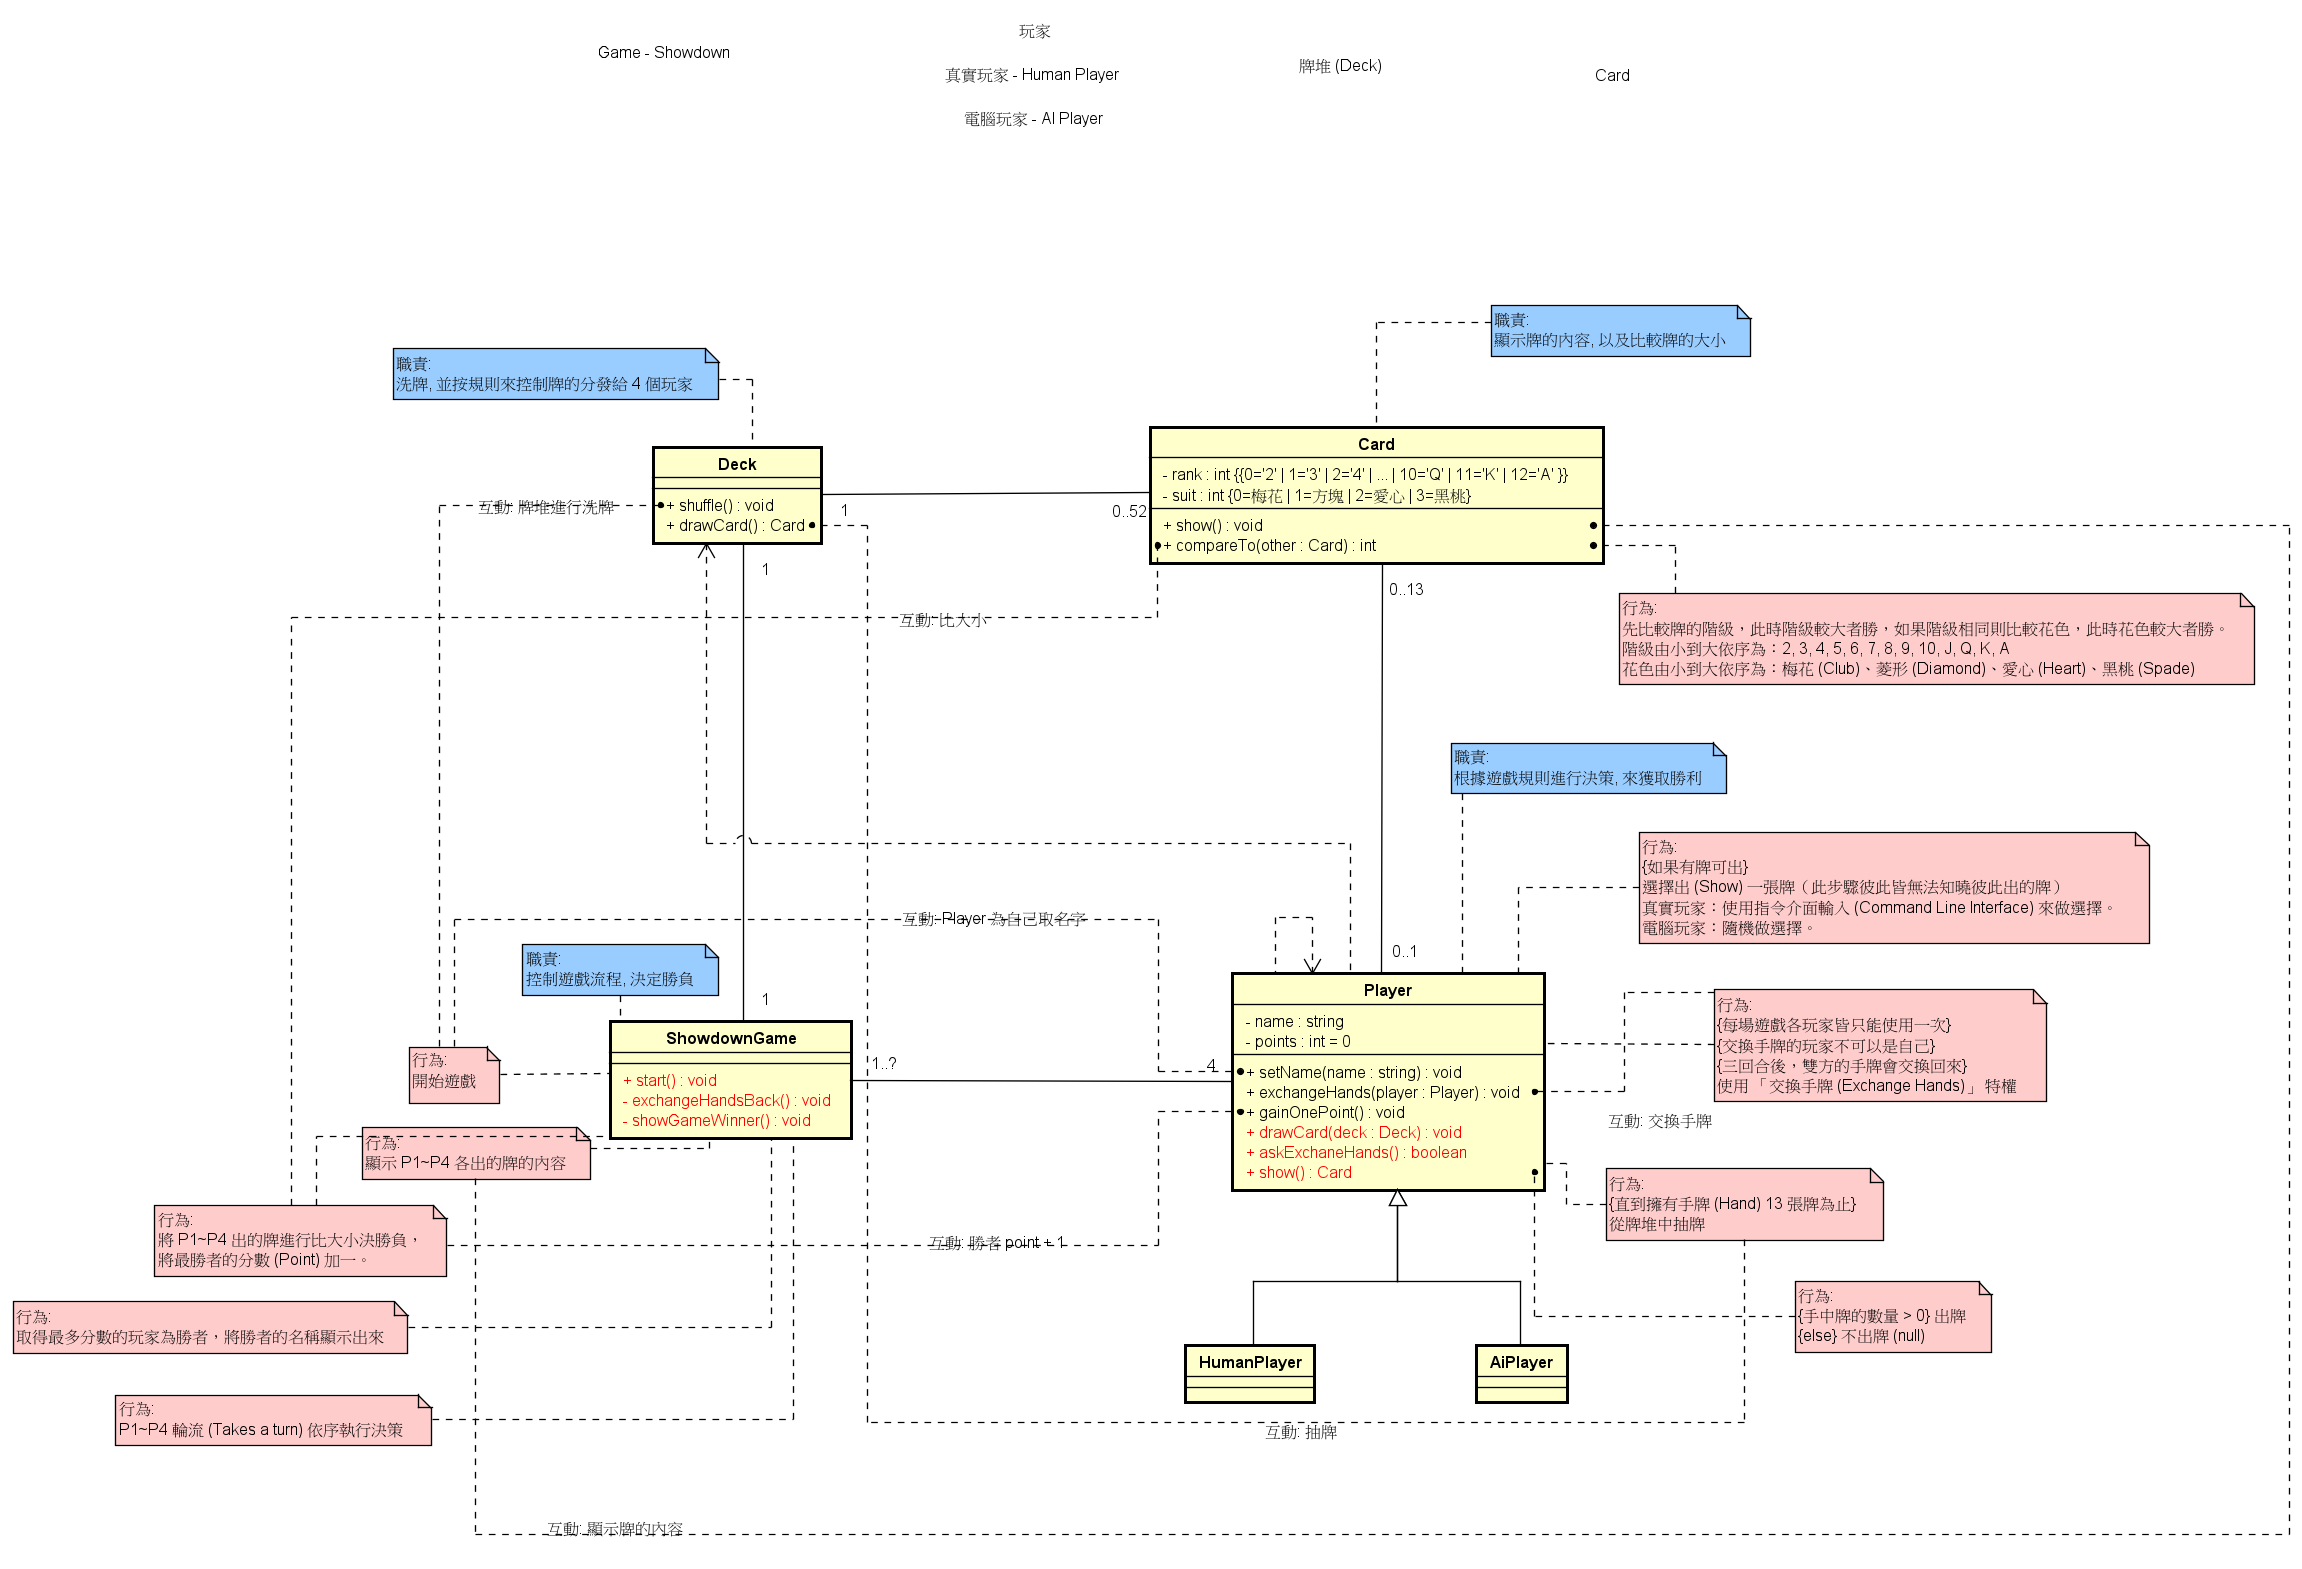 Game - Showdown
玩家
真實玩家 - Human Player
電腦玩家 - AI Player
牌堆 (Deck)
Card
職責:
顯示牌的內容, 以及比較牌的大小
職責:
洗牌, 並按規則來控制牌的分發給 4 個玩家
Deck
+ shuffle() : void
+ drawCard() : Card
互動: 牌堆進行洗牌
1
0..52
1
Card
- rank : int {{0='2' | 1='3' | 2='4' | ... | 10='Q' | 11='K' | 12='A' }}
- suit : int {0=梅花 | 1=方塊 | 2=愛心 | 3=黑桃}
+ show() : void
+ compareTo(other : Card) : int
0..13
互動: 比大小
行為:
先比較牌的階級，此時階級較大者勝，如果階級相同則比較花色，此時花色較大者勝。
階級由小到大依序為：2, 3, 4, 5, 6, 7, 8, 9, 10, J, Q, K, A
花色由小到大依序為：梅花 (Club)、菱形 (Diamond)、愛心 (Heart)、黑桃 (Spade)
職責:
根據遊戲規則進行決策, 來獲取勝利
行為:
{如果有牌可出}
選擇出 (Show) 一張牌（此步驟彼此皆無法知曉彼此出的牌）
真實玩家：使用指令介面輸入 (Command Line Interface) 來做選擇。
電腦玩家：隨機做選擇。
互動: Player 為自己取名字
0..1
職責:
控制遊戲流程, 決定勝負
1
ShowdownGame
+ start() : void
- exchangeHandsBack() : void
- showGameWinner() : void
1..?
4
Player
- name : string
- points : int = 0
+ setName(name : string) : void
+ exchangeHands(player : Player) : void
+ gainOnePoint() : void
+ drawCard(deck : Deck) : void
+ askExchaneHands() : boolean
+ show() : Card
行為:
{每場遊戲各玩家皆只能使用一次}
{交換手牌的玩家不可以是自己}
{三回合後，雙方的手牌會交換回來}
使用「交換手牌 (Exchange Hands)」特權
互動: 交換手牌
行為:
開始遊戲
行為:
顯示 P1~P4 各出的牌的內容
行為:
{直到擁有手牌 (Hand) 13 張牌為止}
從牌堆中抽牌
行為:
將 P1~P4 出的牌進行比大小決勝負，
將最勝者的分數 (Point) 加一。
互動: 勝者 point + 1
行為:
{手中牌的數量 > 0} 出牌
{else} 不出牌 (null)
行為:
取得最多分數的玩家為勝者，將勝者的名稱顯示出來
HumanPlayer
AiPlayer
行為:
P1~P4 輪流 (Takes a turn) 依序執行決策
互動: 抽牌
互動: 顯示牌的內容